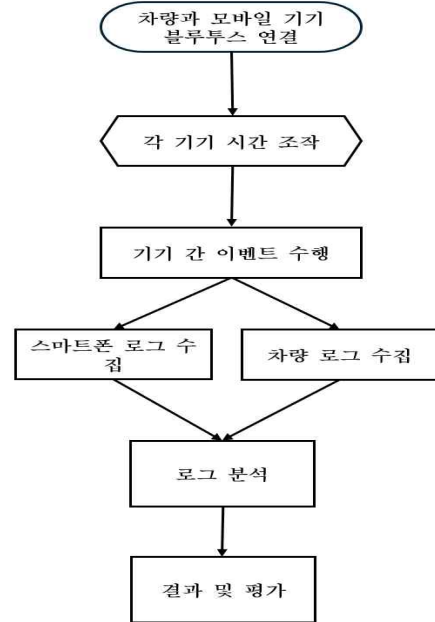 차량과 모바일 기기
블루투스 연결
각 기기 시간 조작
기기 간 이벤트 수행
스마트폰 로그 수
집
차량 로그 수집
로그 분석
결과 및 평가